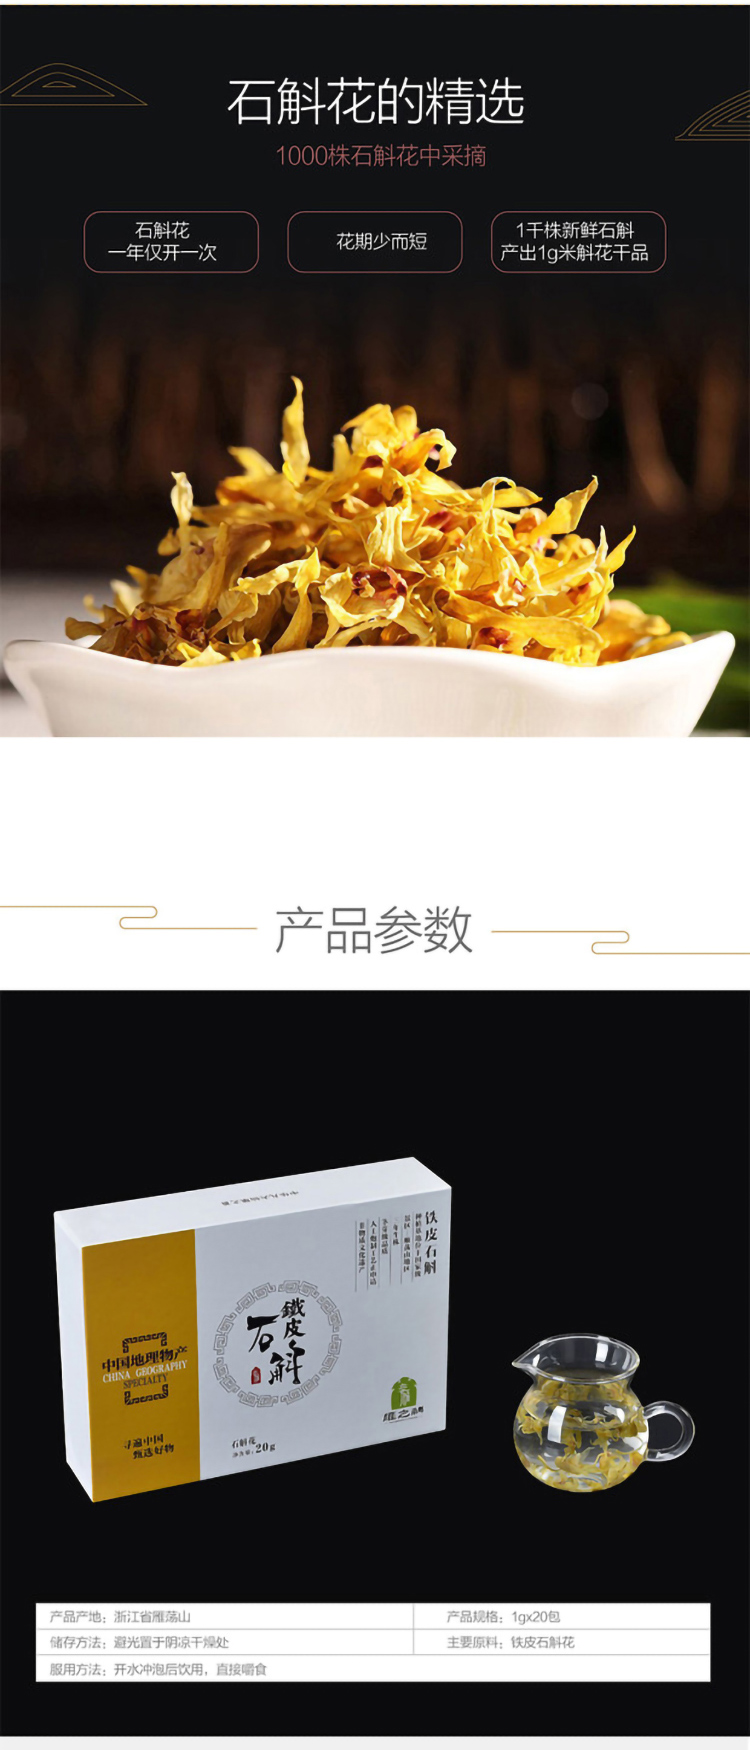 石斛花的精选
1000株石斛花中采摘
石斛花
一年仅开一次
花期少而短
1千株新鲜石斛
产出1g米斛花干品
产品参数
铁皮石斛
鐵皮
石斛
中国地理物产
CHINA GEOGRAPHY
SPECIALTY
寻遍中国
甄选好物
石斛花
20g
产品产地：浙江省雁荡山
产品规格：1gx20包
储存方法：避光置于阴凉干燥处
主要原料：铁皮石斛花
服用方法：开水冲泡后饮用，直接嚼食